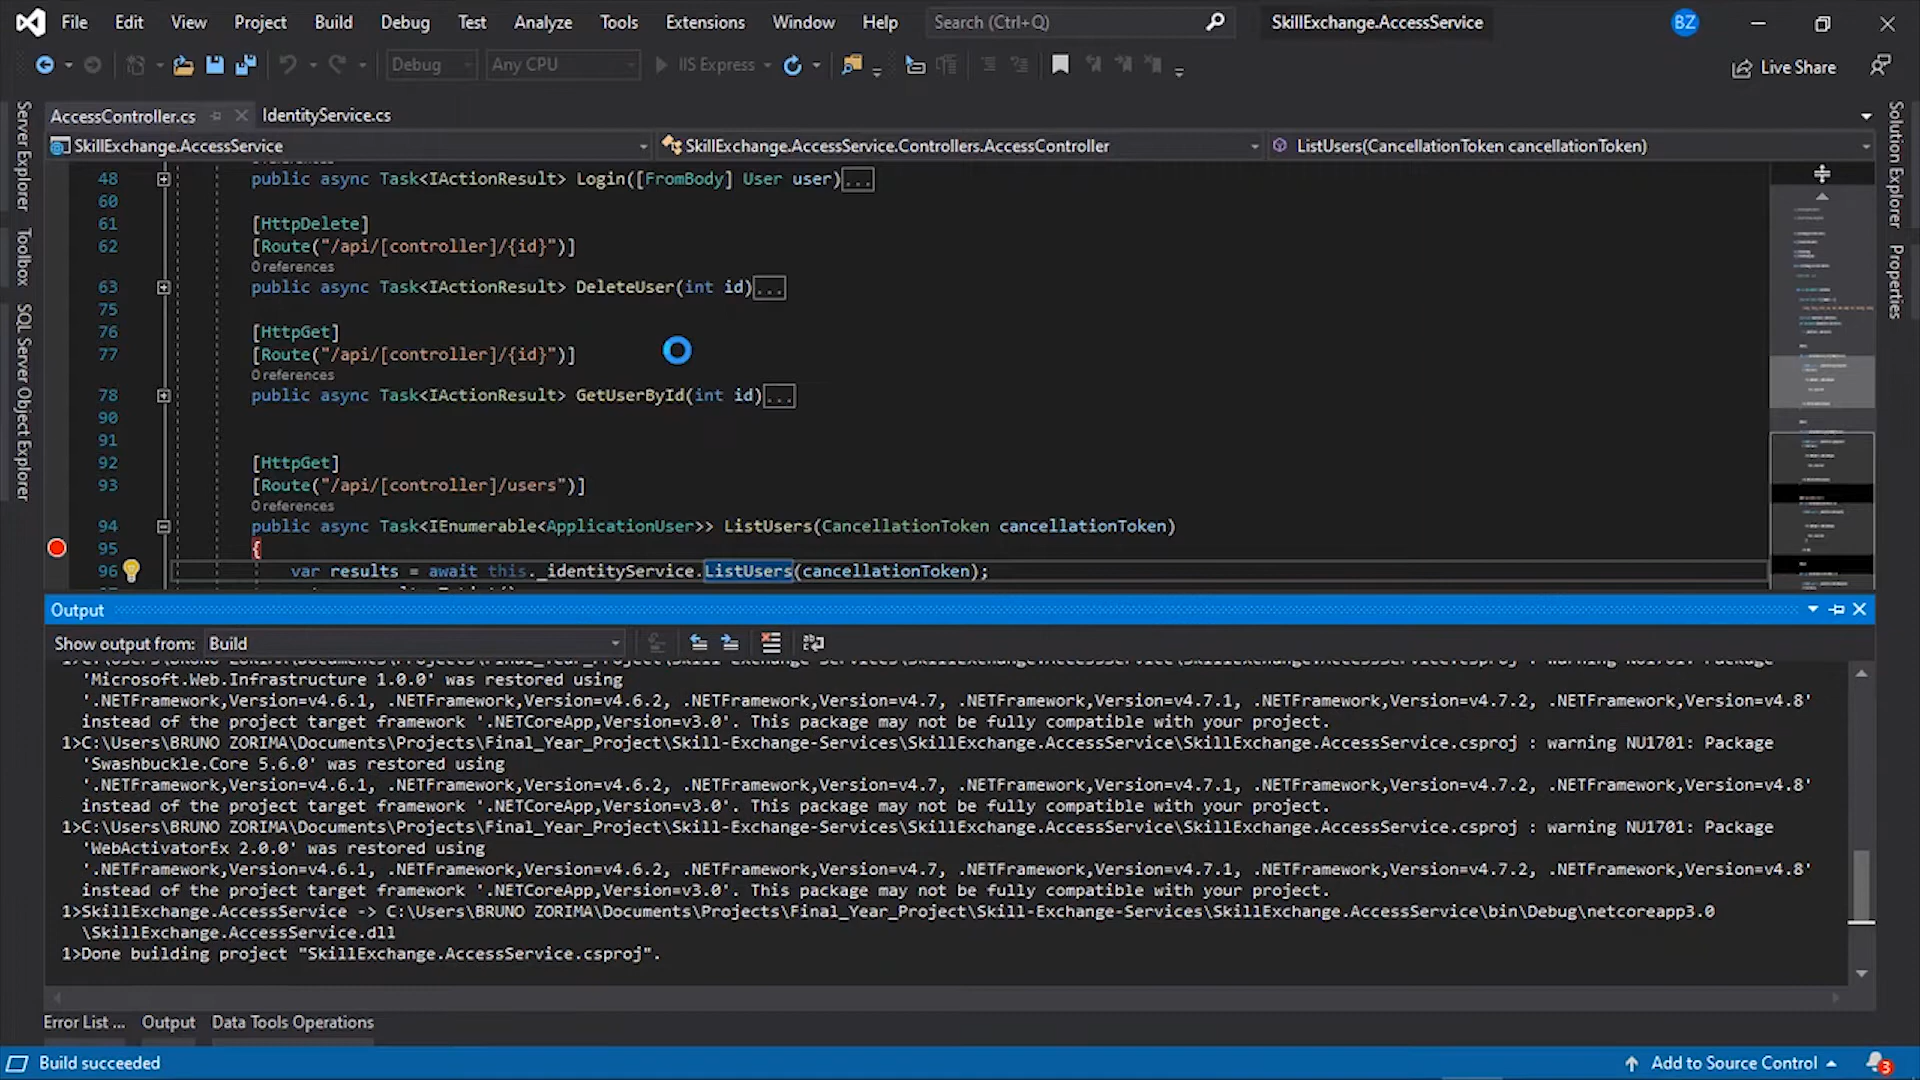 File Edit View Project Build Debug Test Analyze Tools Extensions Window Help Search (Ctrl+Q) SkillExchange.AccessService BZ
Debug Any CPU IIS Express Live Share
AccessController.cs IdentityService.cs
SkillExchange.AccessService SkillExchange.AccessService.Controllers.AccessController ListUsers(CancellationToken cancellationToken)
Server Explorer
Toolbox
SQL Server Object Explorer
Solution Explorer
Properties
48 public async Task<IActionResult> Login([FromBody] User user)...
60
61 [HttpDelete]
62 [Route("/api/[controller]/{id}")]
0 references
63 public async Task<IActionResult> DeleteUser(int id)...
75
76 [HttpGet]
77 [Route("/api/[controller]/{id}")]
0 references
78 public async Task<IActionResult> GetUserById(int id)...
90
91
92 [HttpGet]
93 [Route("/api/[controller]/users")]
0 references
94 public async Task<IEnumerable<ApplicationUser>> ListUsers(CancellationToken cancellationToken)
95 {
96 var results = await this._identityService.ListUsers(cancellationToken);
Output
Show output from: Build
1>C:\Users\BRUNO ZORIMA\Documents\Projects\Final_Year_Project\Skill-Exchange-Services\SkillExchange.AccessService\SkillExchange.AccessService.csproj : warning NU1701: Package
'Microsoft.Web.Infrastructure 1.0.0' was restored using
'.NETFramework,Version=v4.6.1, .NETFramework,Version=v4.6.2, .NETFramework,Version=v4.7, .NETFramework,Version=v4.7.1, .NETFramework,Version=v4.7.2, .NETFramework,Version=v4.8'
instead of the project target framework '.NETCoreApp,Version=v3.0'. This package may not be fully compatible with your project.
1>C:\Users\BRUNO ZORIMA\Documents\Projects\Final_Year_Project\Skill-Exchange-Services\SkillExchange.AccessService\SkillExchange.AccessService.csproj : warning NU1701: Package
'Swashbuckle.Core 5.6.0' was restored using
'.NETFramework,Version=v4.6.1, .NETFramework,Version=v4.6.2, .NETFramework,Version=v4.7, .NETFramework,Version=v4.7.1, .NETFramework,Version=v4.7.2, .NETFramework,Version=v4.8'
instead of the project target framework '.NETCoreApp,Version=v3.0'. This package may not be fully compatible with your project.
1>C:\Users\BRUNO ZORIMA\Documents\Projects\Final_Year_Project\Skill-Exchange-Services\SkillExchange.AccessService\SkillExchange.AccessService.csproj : warning NU1701: Package
'WebActivatorEx 2.0.0' was restored using
'.NETFramework,Version=v4.6.1, .NETFramework,Version=v4.6.2, .NETFramework,Version=v4.7, .NETFramework,Version=v4.7.1, .NETFramework,Version=v4.7.2, .NETFramework,Version=v4.8'
instead of the project target framework '.NETCoreApp,Version=v3.0'. This package may not be fully compatible with your project.
1>SkillExchange.AccessService -> C:\Users\BRUNO ZORIMA\Documents\Projects\Final_Year_Project\Skill-Exchange-Services\SkillExchange.AccessService\bin\Debug\netcoreapp3.0
\SkillExchange.AccessService.dll
1>Done building project "SkillExchange.AccessService.csproj".
Error List ... Output Data Tools Operations
Build succeeded Add to Source Control 3